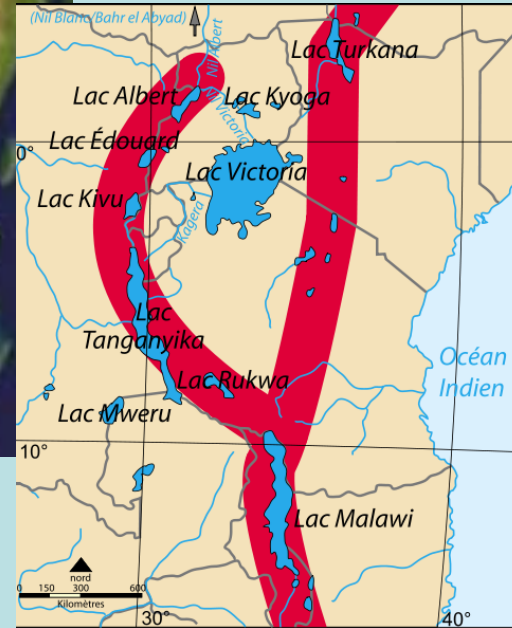 (Nil Blanc/Bahr el Abyad)
Nil Albert
Lac Turkana
Lac Albert
Lac Kyoga
Nil Victoria
Lac Édouard
0°
Lac Victoria
Lac Kivu
Kagera
Lac
Tanganyika
Océan
Indien
Lac Rukwa
Lac Mweru
10°
Lac Malawi
nord
0 150 300 600
Kilomètres
30°
40°